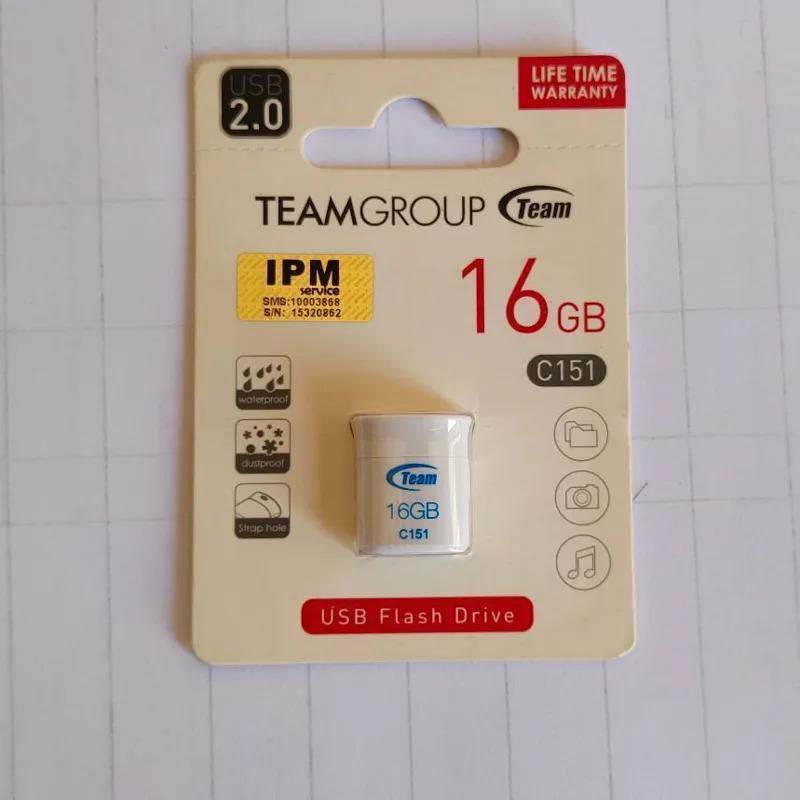 USB
2.0
LIFE TIME
WARRANTY
TEAMGROUP Team
IPM
service
SMS:10003868
S/N: 15320862
16GB
C151
waterproof
dustproof
Strap hole
Team
16GB
C151
USB Flash Drive